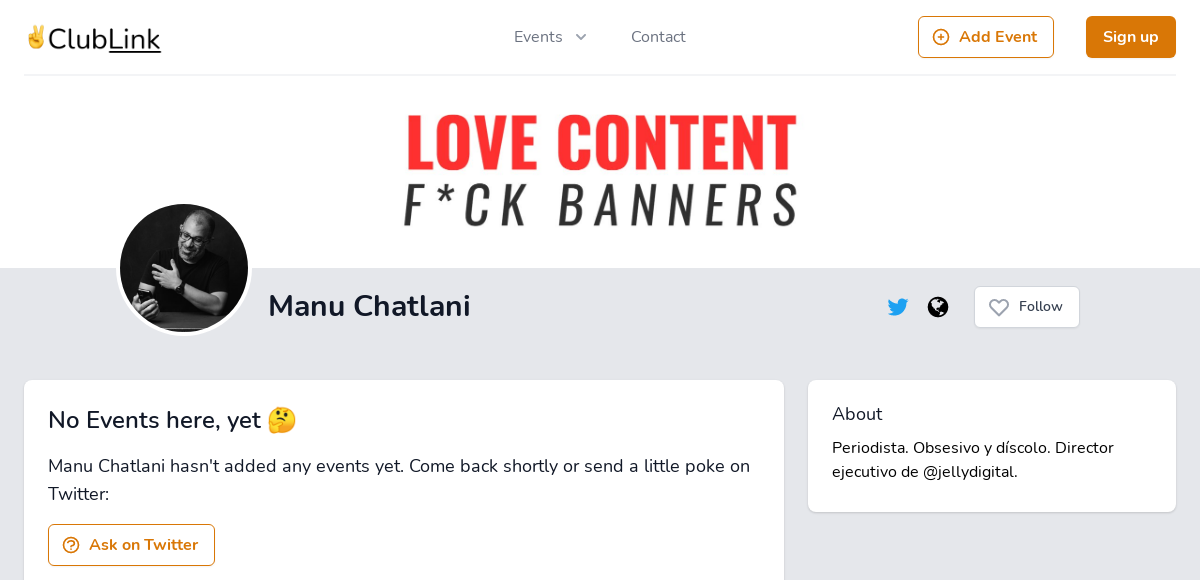 ✌️ClubLink
Events
Contact
Add Event
Sign up
LOVE CONTENT
F*CK BANNERS
Manu Chatlani
Follow
No Events here, yet 🤔
Manu Chatlani hasn't added any events yet. Come back shortly or send a little poke on
Twitter:
Ask on Twitter
About
Periodista. Obsesivo y díscolo. Director
ejecutivo de @jellydigital.